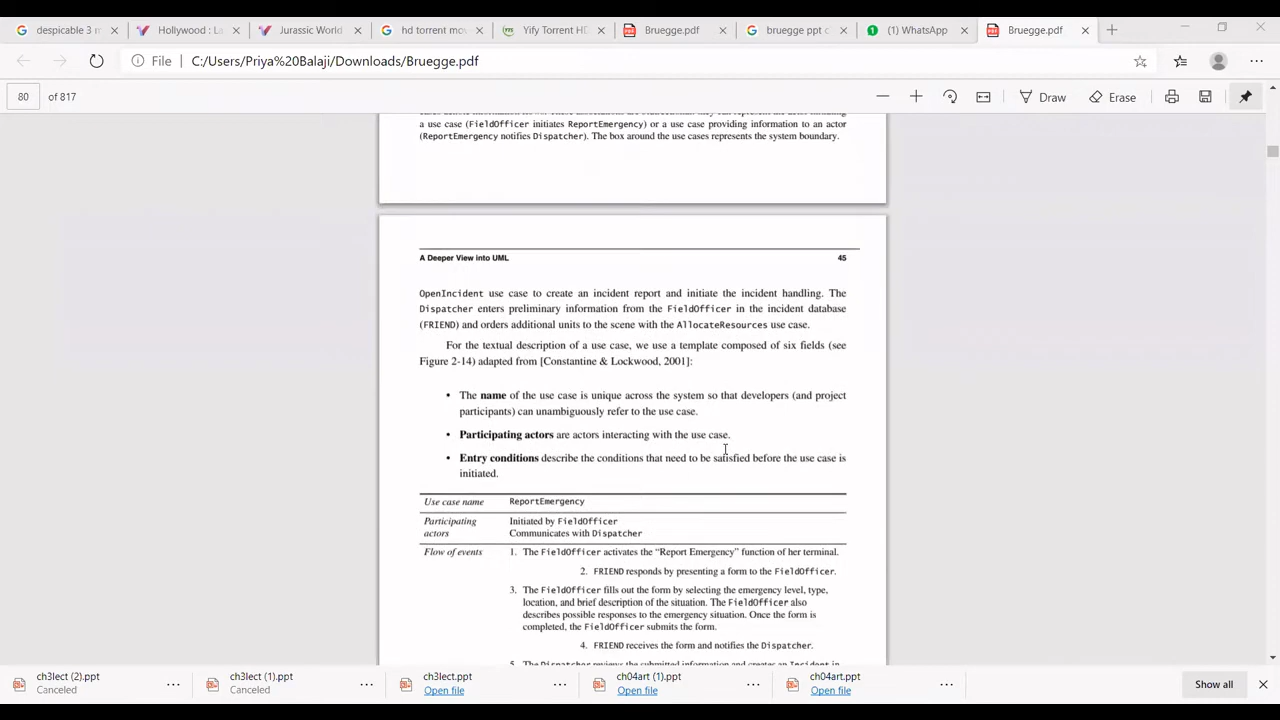 despicable 3 m
Hollywood : La
Jurassic World
hd torrent mov
Yify Torrent HD
Bruegge.pdf
bruegge ppt c
(1) WhatsApp
Bruegge.pdf
File C:/Users/Priya%20Balaji/Downloads/Bruegge.pdf
80 of 817
Draw
Erase
a use case (FieldOfficer initiates ReportEmergency) or a use case providing information to an actor
(ReportEmergency notifies Dispatcher). The box around the use cases represents the system boundary.
A Deeper View into UML 45
OpenIncident use case to create an incident report and initiate the incident handling. The
Dispatcher enters preliminary information from the FieldOfficer in the incident database
(FRIEND) and orders additional units to the scene with the AllocateResources use case.
For the textual description of a use case, we use a template composed of six fields (see
Figure 2-14) adapted from [Constantine & Lockwood, 2001]:
• The name of the use case is unique across the system so that developers (and project
participants) can unambiguously refer to the use case.
• Participating actors are actors interacting with the use case.
• Entry conditions describe the conditions that need to be satisfied before the use case is
initiated.
Use case name ReportEmergency
Participating Initiated by FieldOfficer
actors Communicates with Dispatcher
Flow of events 1. The FieldOfficer activates the “Report Emergency” function of her terminal.
2. FRIEND responds by presenting a form to the FieldOfficer.
3. The FieldOfficer fills out the form by selecting the emergency level, type,
location, and brief description of the situation. The FieldOfficer also
describes possible responses to the emergency situation. Once the form is
completed, the FieldOfficer submits the form.
4. FRIEND receives the form and notifies the Dispatcher.
5. The Dispatcher reviews the submitted information and creates an Incident in
ch3lect (2).ppt
Canceled
ch3lect (1).ppt
Canceled
ch3lect.ppt
Open file
ch04art (1).ppt
Open file
ch04art.ppt
Open file
Show all